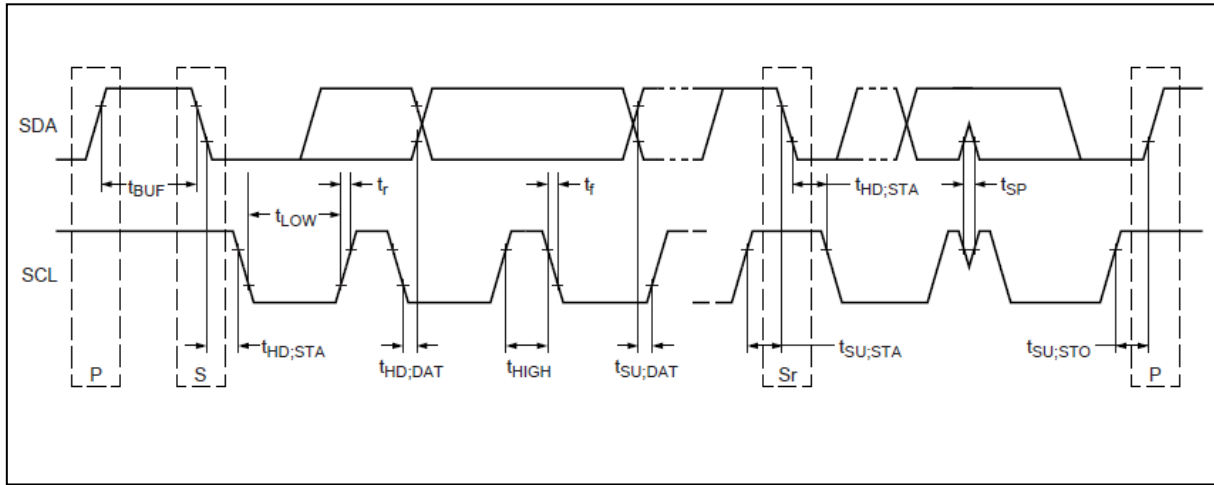 SDA
tBUF
tLOW
tr
tf
tHD;STA
tSP
SCL
tHD;STA
tHD;DAT
tHIGH
tSU;DAT
tSU;STA
tSU;STO
P
S
Sr
P